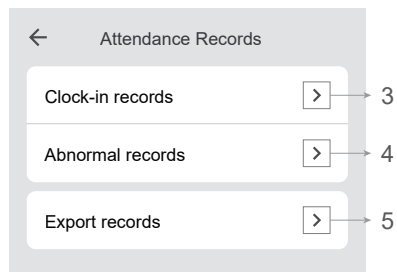 Attendance Records
Clock-in records 3
Abnormal records 4
Export records 5